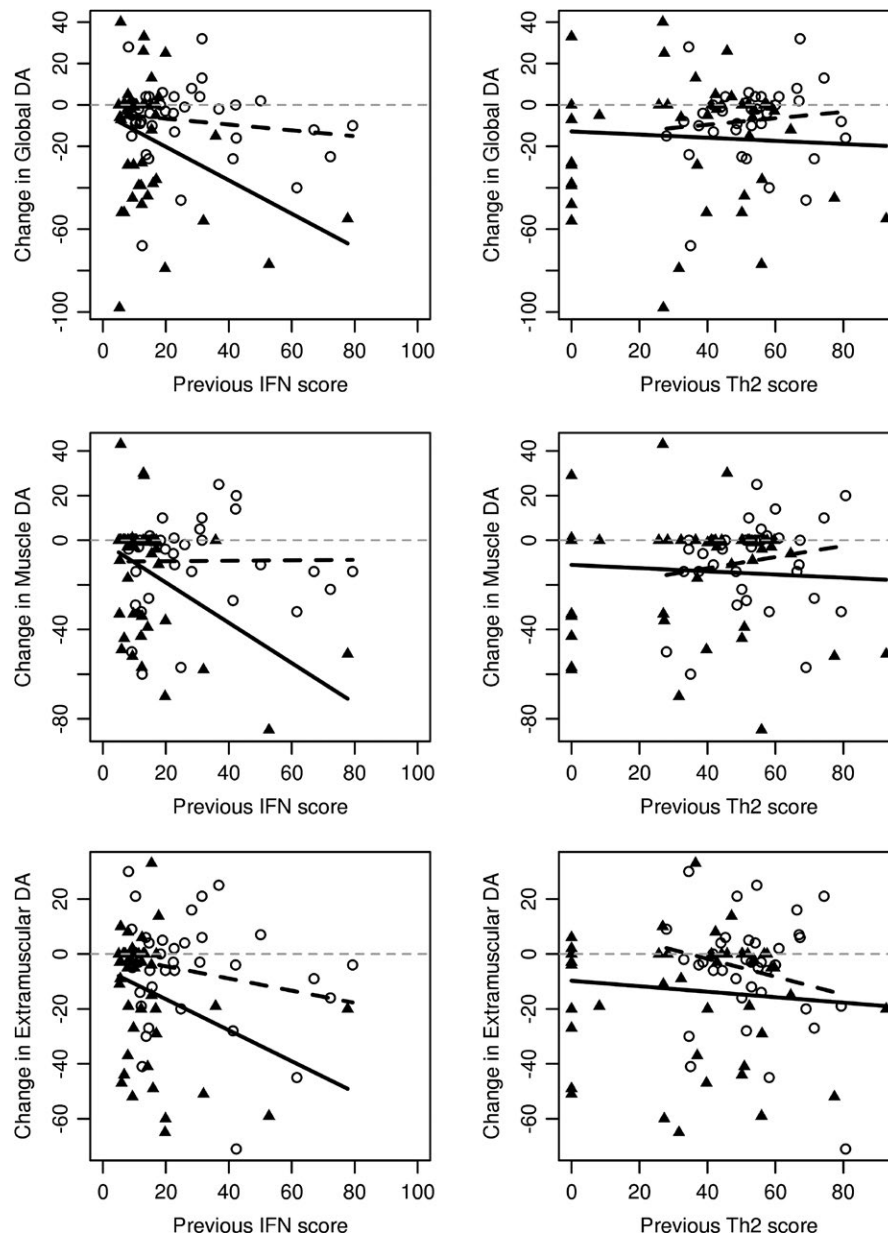 Change in Global DA
40
20
0
-20
-60
-100
0 20 40 60 80 100
Previous IFN score
Change in Global DA
40
20
0
-20
-60
-100
0 20 40 60 80
Previous Th2 score
Change in Muscle DA
40
20
0
-40
-80
0 20 40 60 80 100
Previous IFN score
Change in Muscle DA
40
20
0
-40
-80
0 20 40 60 80
Previous Th2 score
Change in Extramuscular DA
20
0
-20
-60
0 20 40 60 80 100
Previous IFN score
Change in Extramuscular DA
20
0
-20
-60
0 20 40 60 80
Previous Th2 score